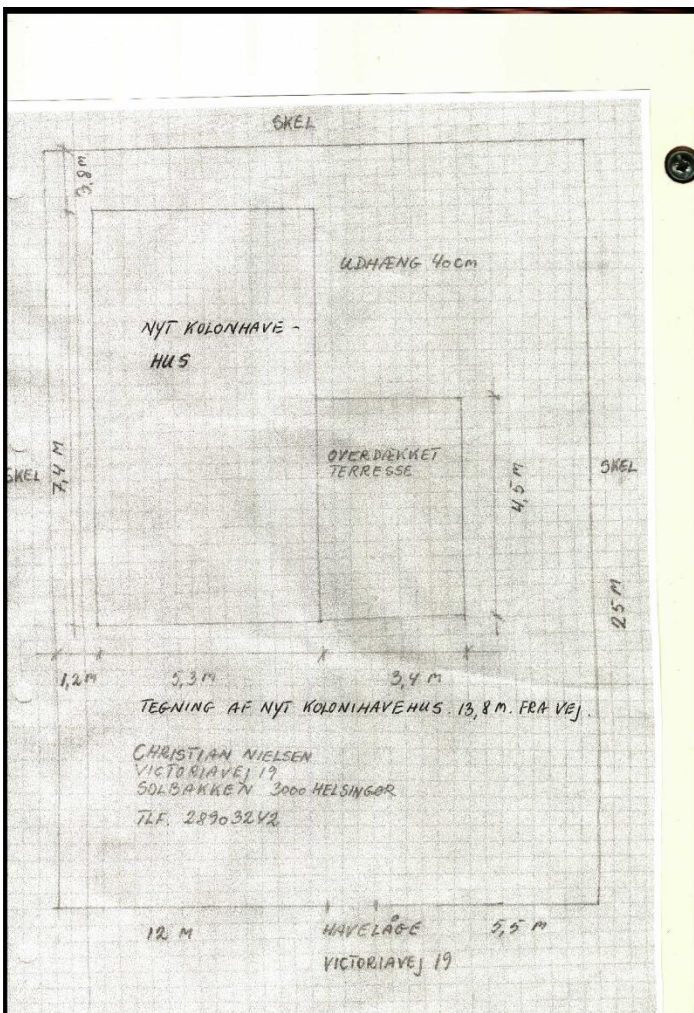 SKEL
3,8 M
UDHÆNG 40 CM
NYT KOLONHAVE -
HUS
OVERDÆKKET
TERRESSE
7,4 M
SKEL
4,5 M
SKEL
25 M
1,2 M
5,3 M
3,4 M
TEGNING AF NYT KOLONIHAVEHUS. 13,8 M. FRA VEJ.
CHRISTIAN NIELSEN
VICTORIAVEJ 19
SOLBAKKEN 3000 HELSINGØR
TLF. 28903242
12 M
HAVELÅGE
5,5 M
VICTORIAVEJ 19